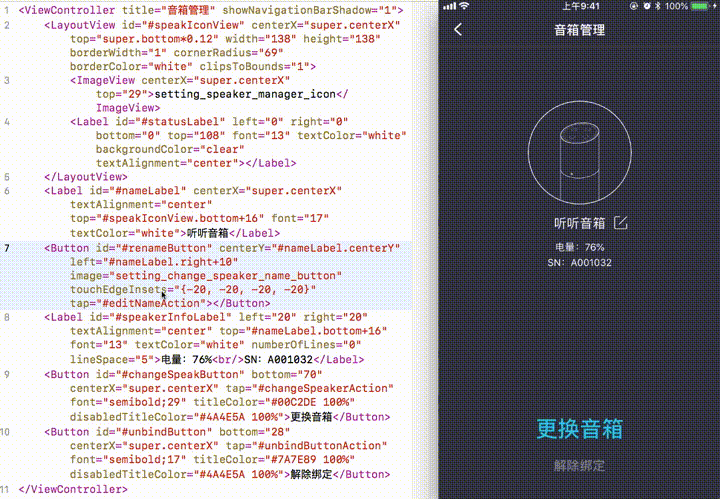 1 <ViewController title="音箱管理" showNavigationBarShadow="1">
2 <LayoutView id="#speakIconView" centerX="super.centerX"
top="super.bottom*0.12" width="138" height="138"
borderWidth="1" cornerRadius="69"
borderColor="white" clipsToBounds="1">
3 <ImageView centerX="super.centerX"
top="29">setting_speaker_manager_icon</
ImageView>
4 <Label id="#statusLabel" left="0" right="0"
bottom="0" top="108" font="13" textColor="white"
backgroundColor="clear"
textAlignment="center"></Label>
5 </LayoutView>
6 <Label id="#nameLabel" centerX="super.centerX"
textAlignment="center"
top="#speakIconView.bottom+16" font="17"
textColor="white">听听音箱</Label>
7 <Button id="#renameButton" centerY="#nameLabel.centerY"
left="#nameLabel.right+10"
image="setting_change_speaker_name_button"
touchEdgeInsets="{-20, -20, -20, -20}"
tap="#editNameAction"></Button>
8 <Label id="#speakerInfoLabel" left="20" right="20"
textAlignment="center" top="#nameLabel.bottom+16"
font="13" textColor="white" numberOfLines="0"
lineSpace="5">电量: 76%<br/>SN: A001032</Label>
9 <Button id="#changeSpeakButton" bottom="70"
centerX="super.centerX" tap="#changeSpeakerAction"
font="semibold;29" titleColor="#00C2DE 100%"
disabledTitleColor="#4A4E5A 100%">更换音箱</Button>
10 <Button id="#unbindButton" bottom="28"
centerX="super.centerX" tap="#unbindButtonAction"
font="semibold;17" titleColor="#7A7E89 100%"
disabledTitleColor="#4A4E5A 100%">解除绑定</Button>
11 </ViewController>
上午9:41
100%
音箱管理
听听音箱
电量: 76%
SN: A001032
更换音箱
解除绑定